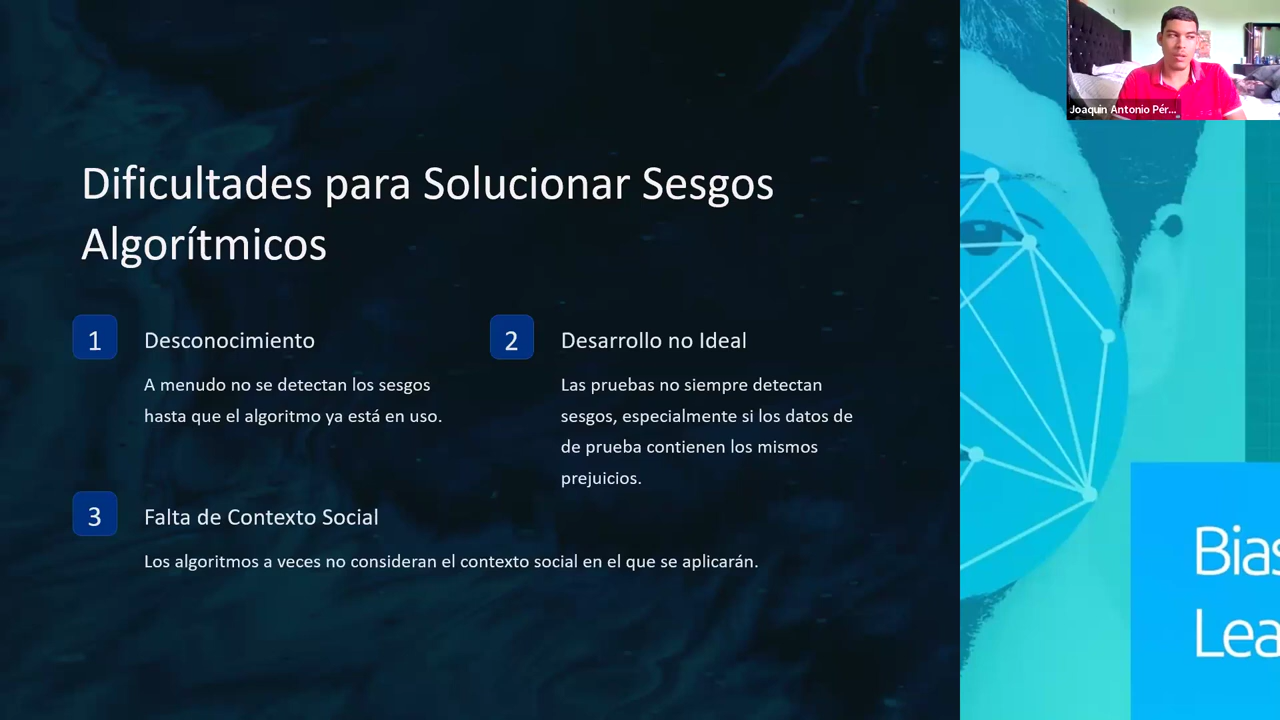 Joaquin Antonio Pér...
Dificultades para Solucionar Sesgos
Algorítmicos
1
Desconocimiento
A menudo no se detectan los sesgos
hasta que el algoritmo ya está en uso.
2
Desarrollo no Ideal
Las pruebas no siempre detectan
sesgos, especialmente si los datos de
de prueba contienen los mismos
prejuicios.
3
Falta de Contexto Social
Los algoritmos a veces no consideran el contexto social en el que se aplicarán.
Bias
Lea